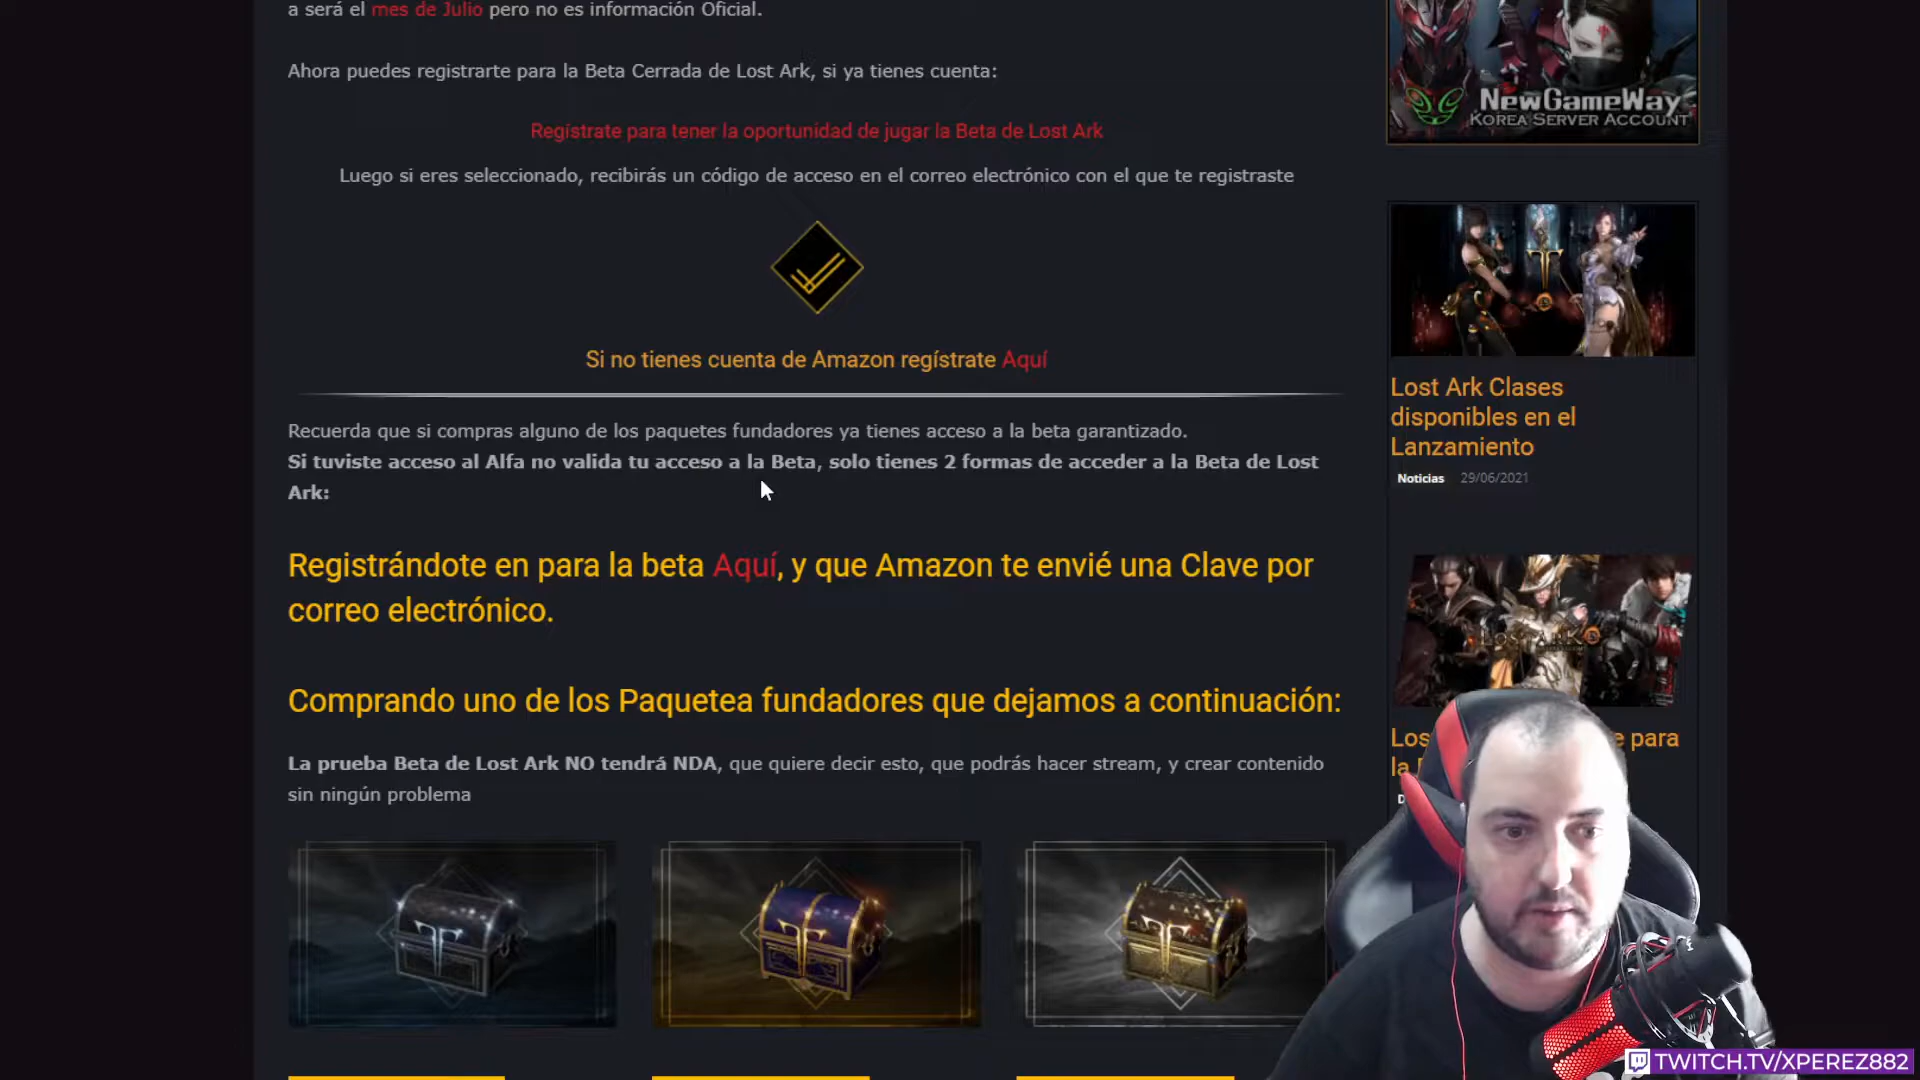 a será el mes de Julio pero no es información Oficial.
Ahora puedes registrarte para la Beta Cerrada de Lost Ark, si ya tienes cuenta:
Regístrate para tener la oportunidad de jugar la Beta de Lost Ark
Luego si eres seleccionado, recibirás un código de acceso en el correo electrónico con el que te registraste
Si no tienes cuenta de Amazon regístrate Aquí
Recuerda que si compras alguno de los paquetes fundadores ya tienes acceso a la beta garantizado.
Si tuviste acceso al Alfa no valida tu acceso a la Beta, solo tienes 2 formas de acceder a la Beta de Lost
Ark:
Registrándote en para la beta Aquí, y que Amazon te envié una Clave por
correo electrónico.
Comprando uno de los Paquetea fundadores que dejamos a continuación:
La prueba Beta de Lost Ark NO tendrá NDA, que quiere decir esto, que podrás hacer stream, y crear contenido
sin ningún problema
NewGameWay
KOREA SERVER ACCOUNT
Lost Ark Clases
disponibles en el
Lanzamiento
Noticias 29/06/2021
LOST ARK
Los e para
la
TWITCH.TV/XPEREZ882